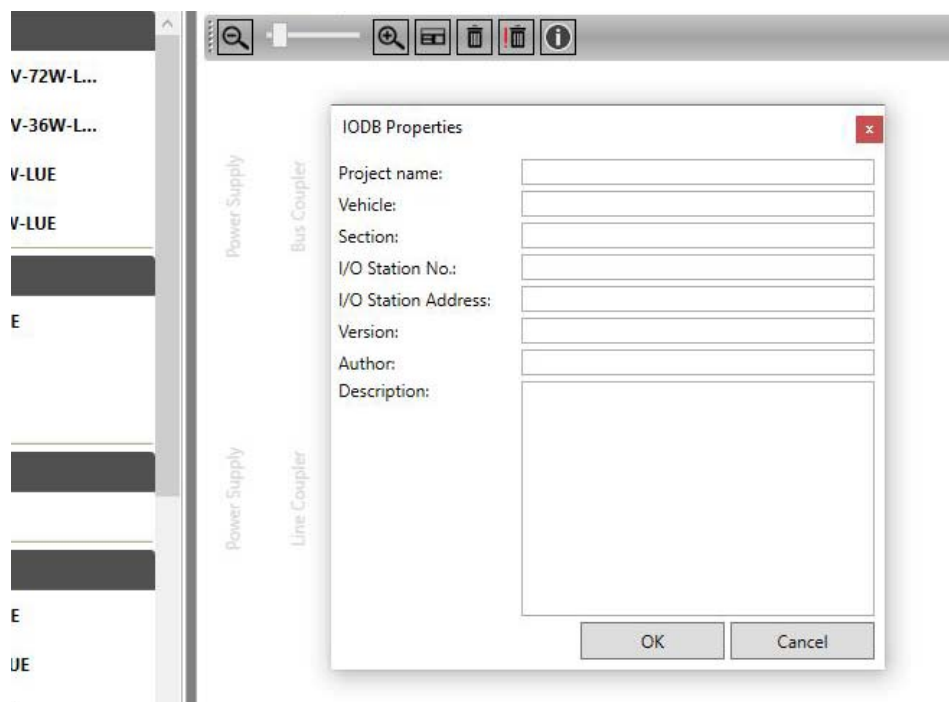 V-72W-L...
V-36W-L...
V-LUE
V-LUE
E
E
UE
Power Supply
Bus Coupler
Power Supply
Line Coupler
IODB Properties
x
Project name:
Vehicle:
Section:
I/O Station No.:
I/O Station Address:
Version:
Author:
Description:
OK
Cancel